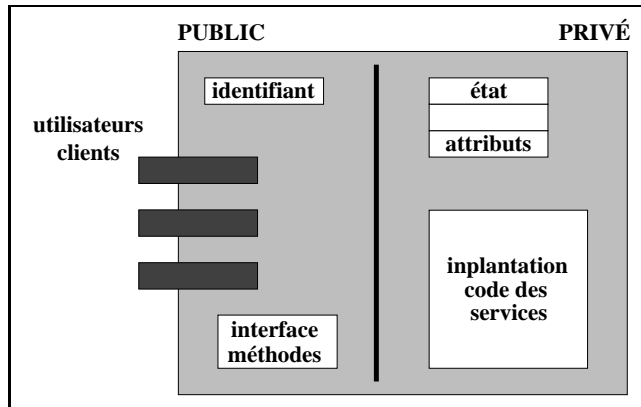 PUBLIC
PRIVÉ
identifiant
état
attributs
utilisateurs
clients
inplantation
code des
services
interface
méthodes